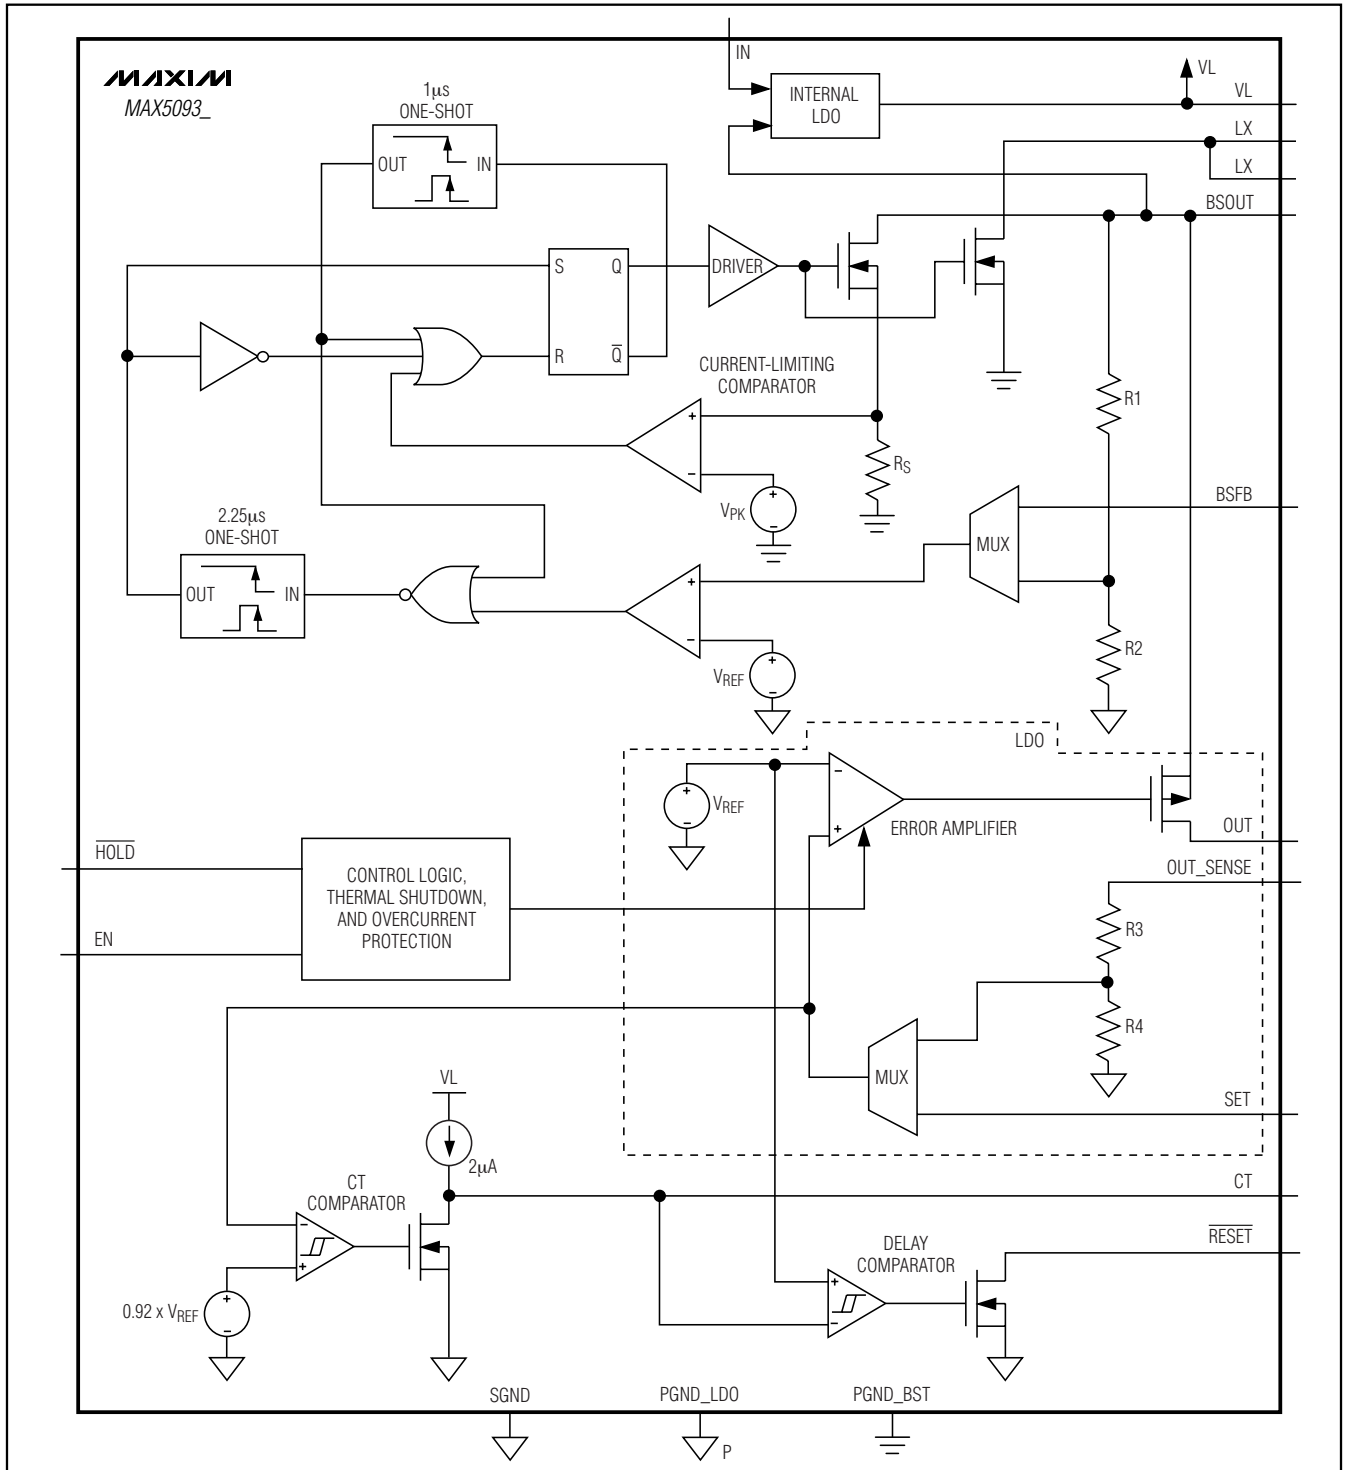 IN
MAXIM
MAX5093_
1µs
ONE-SHOT
OUT
IN
INTERNAL
LDO
VL
VL
LX
LX
BSOUT
S
Q
R
Q̅
DRIVER
CURRENT-LIMITING
COMPARATOR
+
−
RS
VPK
+
−
R1
BSFB
MUX
2.25µs
ONE-SHOT
OUT
IN
+
−
VREF
+
−
R2
LDO
VREF
+
−
−
+
ERROR AMPLIFIER
OUT
OUT_SENSE
HOLD
EN
CONTROL LOGIC,
THERMAL SHUTDOWN,
AND OVERCURRENT
PROTECTION
R3
R4
MUX
SET
VL
2µA
CT
COMPARATOR
−
+
0.92 x VREF
+
−
CT
DELAY
COMPARATOR
+
−
RESET
SGND
PGND_LDO
P
PGND_BST